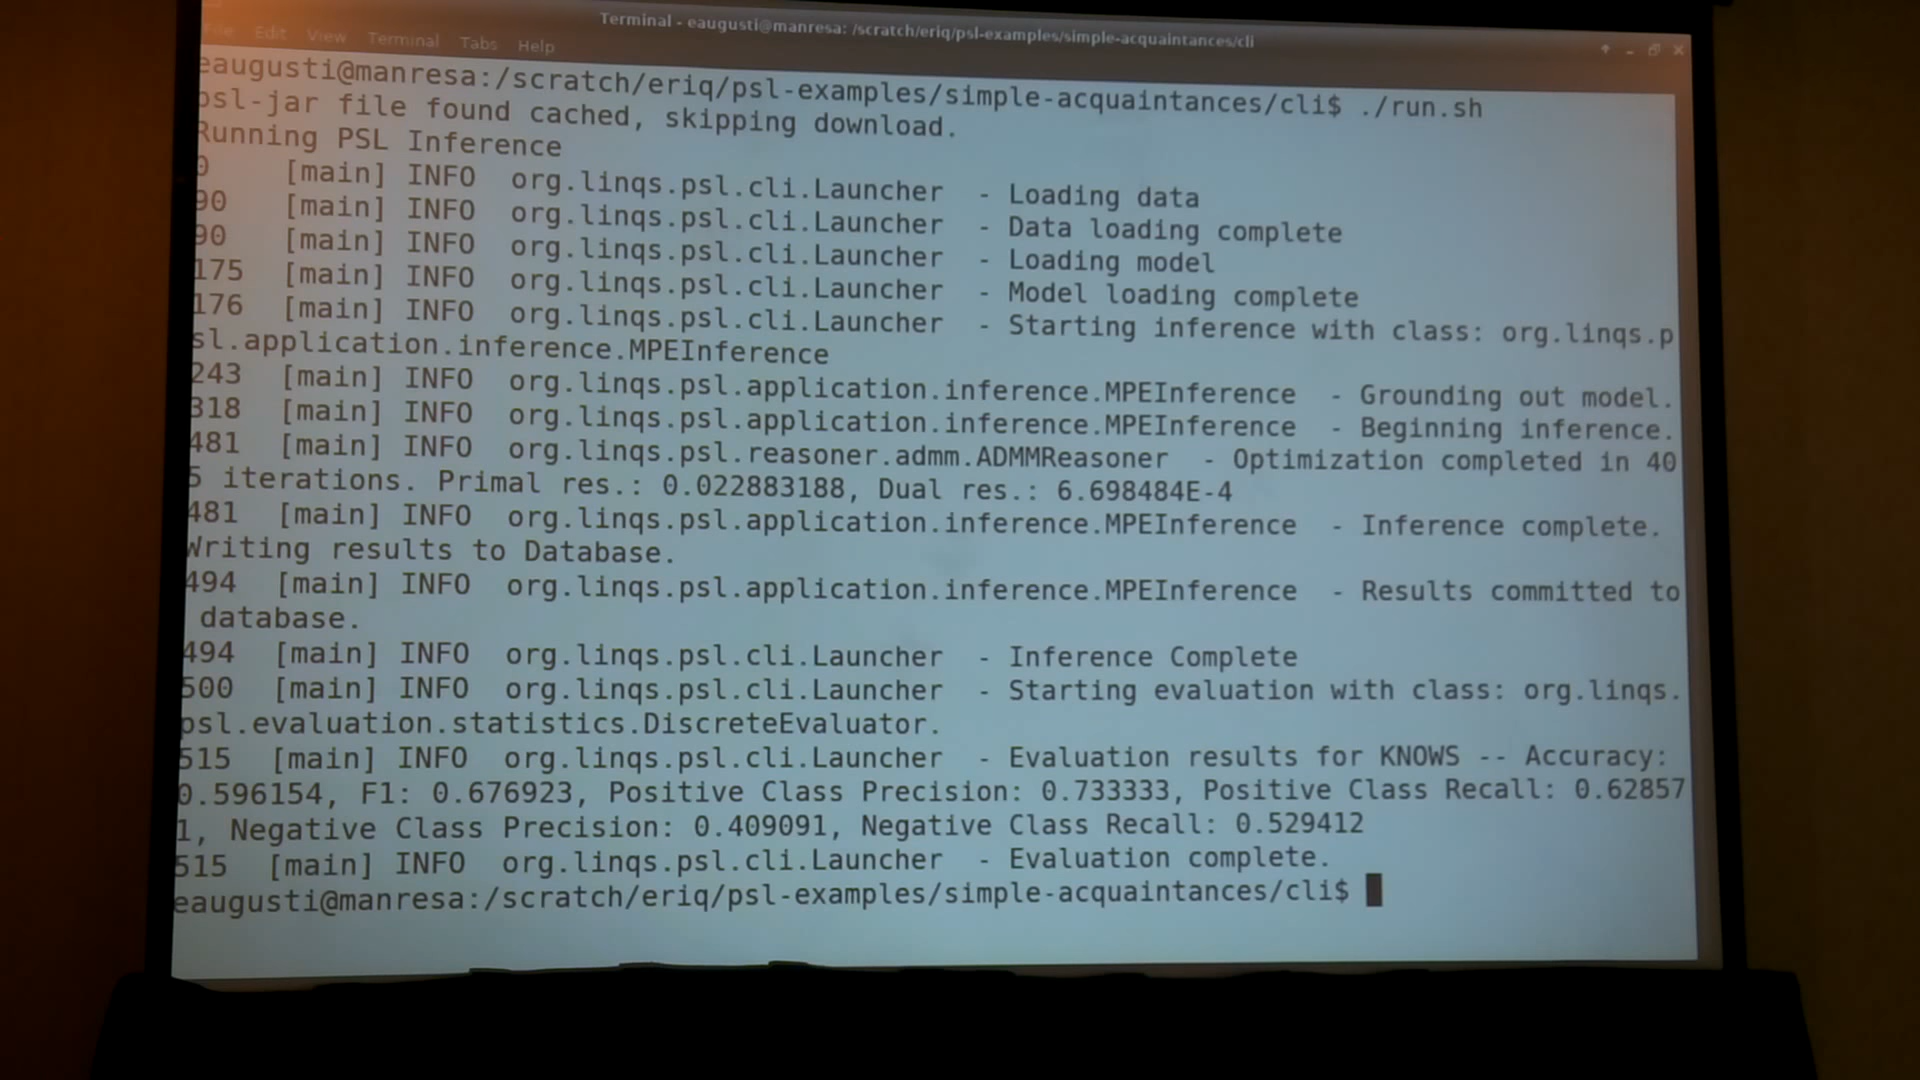 Terminal - eaugusti@manresa: /scratch/eriq/psl-examples/simple-acquaintances/cli
File Edit View Terminal Tabs Help
eaugusti@manresa:/scratch/eriq/psl-examples/simple-acquaintances/cli$ ./run.sh
psl-jar file found cached, skipping download.
Running PSL Inference
0 [main] INFO org.linqs.psl.cli.Launcher - Loading data
90 [main] INFO org.linqs.psl.cli.Launcher - Data loading complete
90 [main] INFO org.linqs.psl.cli.Launcher - Loading model
175 [main] INFO org.linqs.psl.cli.Launcher - Model loading complete
176 [main] INFO org.linqs.psl.cli.Launcher - Starting inference with class: org.linqs.p
sl.application.inference.MPEInference
243 [main] INFO org.linqs.psl.application.inference.MPEInference - Grounding out model.
318 [main] INFO org.linqs.psl.application.inference.MPEInference - Beginning inference.
481 [main] INFO org.linqs.psl.reasoner.admm.ADMMReasoner - Optimization completed in 40
5 iterations. Primal res.: 0.022883188, Dual res.: 6.698484E-4
481 [main] INFO org.linqs.psl.application.inference.MPEInference - Inference complete.
Writing results to Database.
494 [main] INFO org.linqs.psl.application.inference.MPEInference - Results committed to
database.
494 [main] INFO org.linqs.psl.cli.Launcher - Inference Complete
500 [main] INFO org.linqs.psl.cli.Launcher - Starting evaluation with class: org.linqs.
psl.evaluation.statistics.DiscreteEvaluator.
515 [main] INFO org.linqs.psl.cli.Launcher - Evaluation results for KNOWS -- Accuracy:
0.596154, F1: 0.676923, Positive Class Precision: 0.733333, Positive Class Recall: 0.62857
1, Negative Class Precision: 0.409091, Negative Class Recall: 0.529412
515 [main] INFO org.linqs.psl.cli.Launcher - Evaluation complete.
eaugusti@manresa:/scratch/eriq/psl-examples/simple-acquaintances/cli$